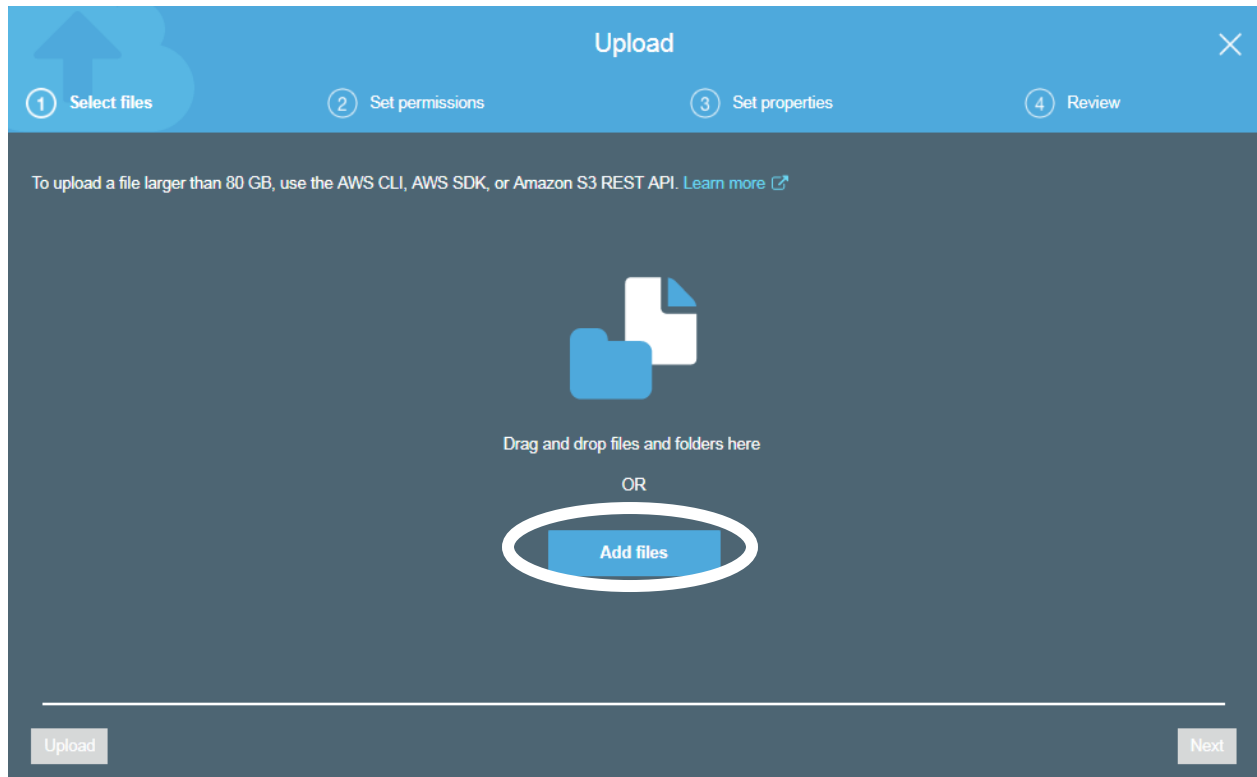 Upload
1 Select files
2 Set permissions
3 Set properties
4 Review
To upload a file larger than 80 GB, use the AWS CLI, AWS SDK, or Amazon S3 REST API. Learn more
Drag and drop files and folders here
OR
Add files
Upload
Next